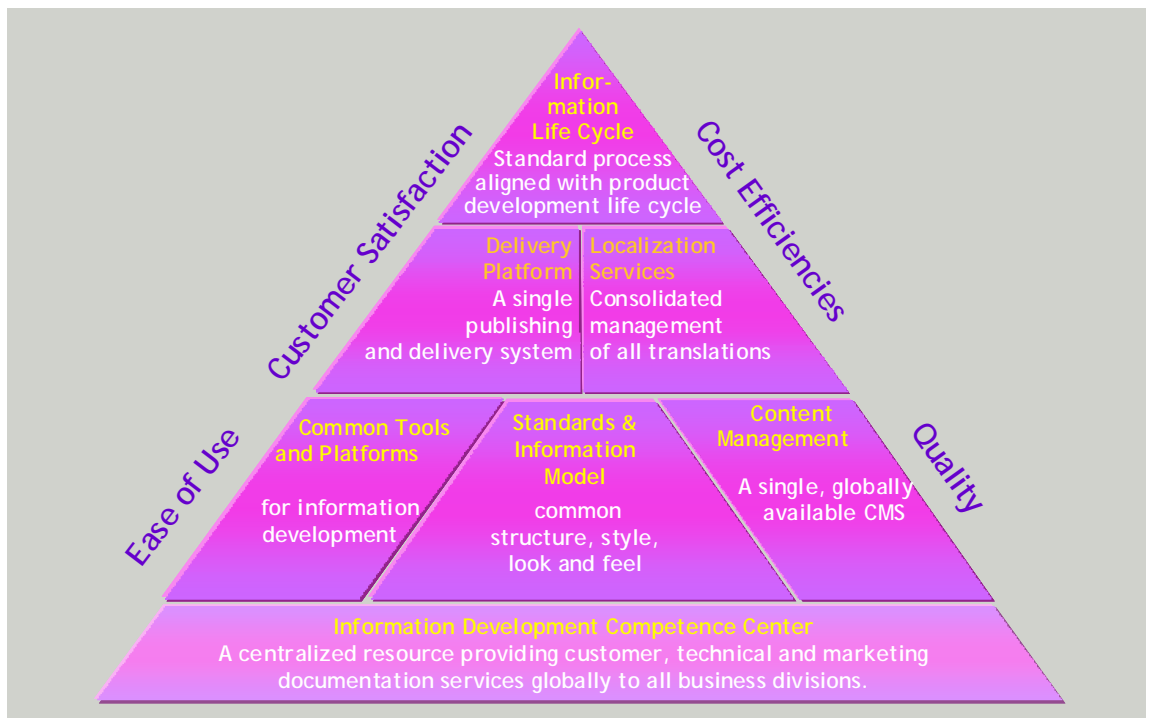 Infor-
mation
Life Cycle
Standard process
aligned with product
development life cycle
Customer Satisfaction
Cost Efficiencies
Delivery
Platform
A single
publishing
and delivery system
Localization
Services
Consolidated
management
of all translations
Ease of Use
Common Tools
and Platforms
for information
development
Standards &
Information
Model
common
structure, style,
look and feel
Content
Management
A single, globally
available CMS
Quality
Information Development Competence Center
A centralized resource providing customer, technical and marketing
documentation services globally to all business divisions.